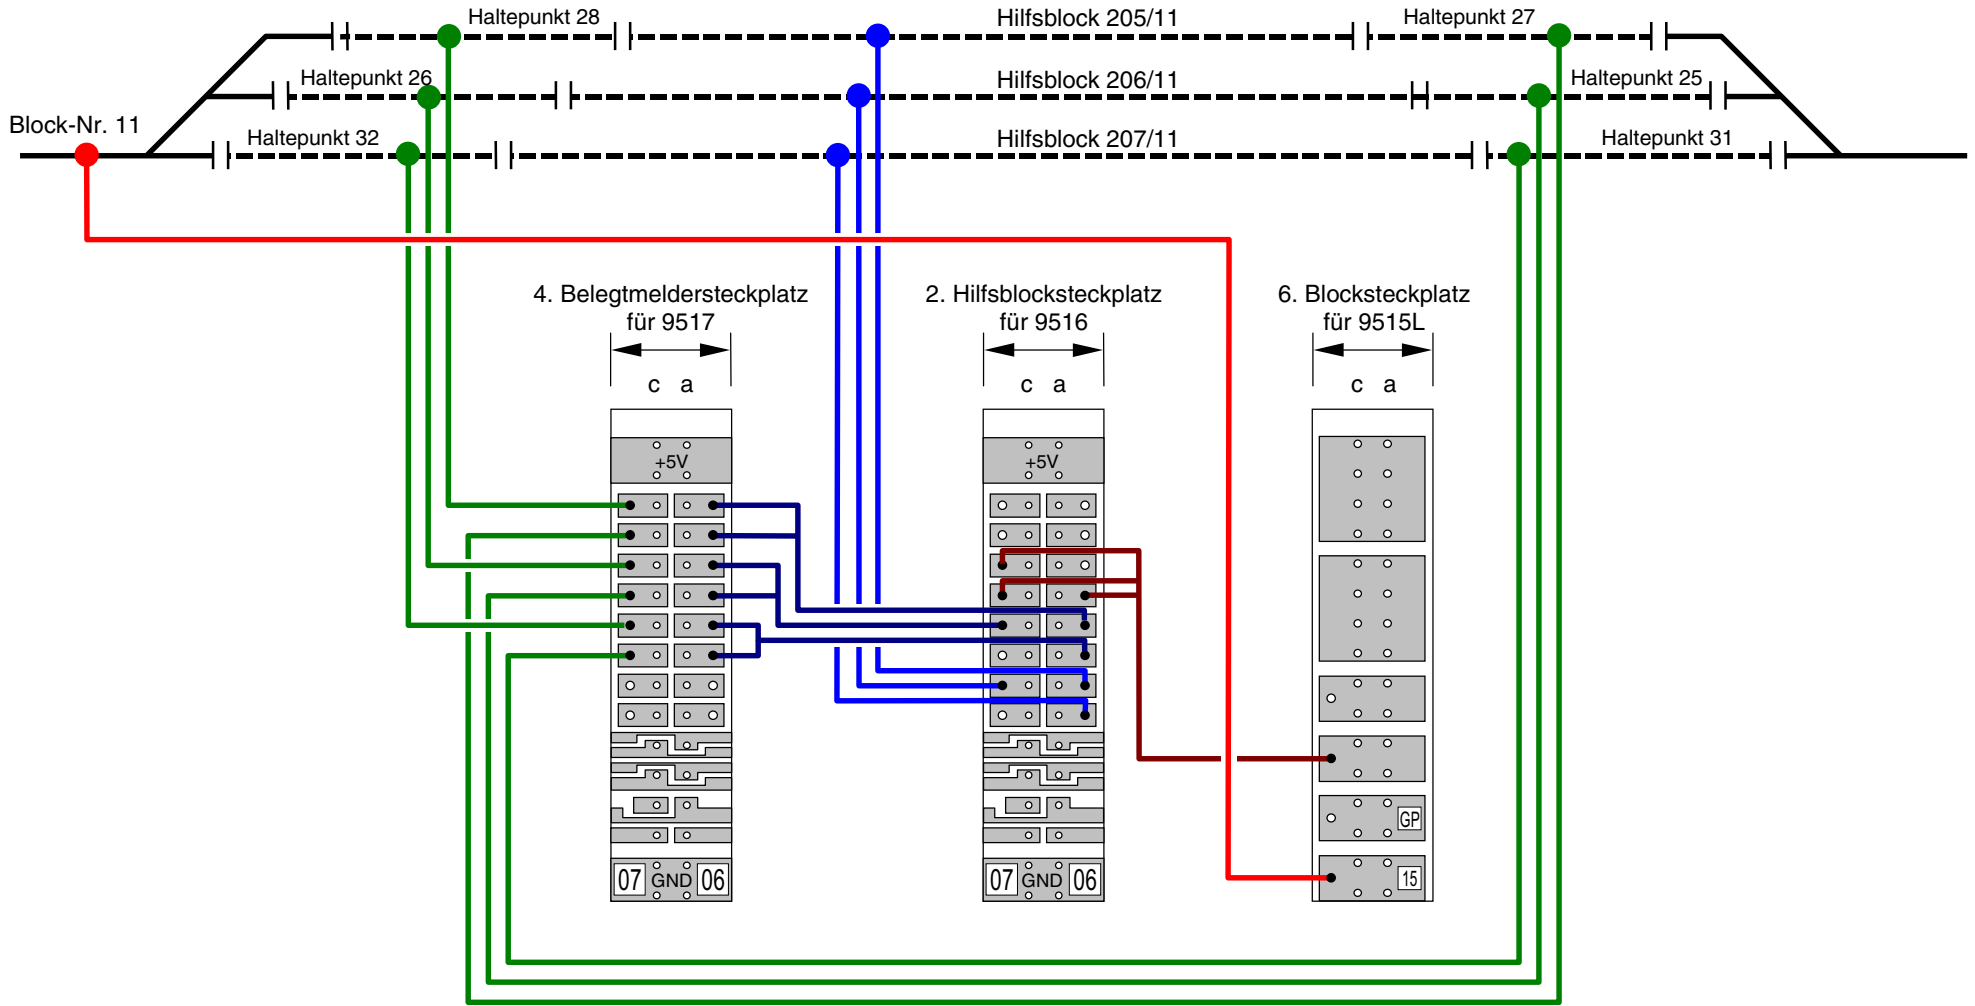 Haltepunkt 28
Hilfsblock 205/11
Haltepunkt 27
Haltepunkt 26
Hilfsblock 206/11
Haltepunkt 25
Block-Nr. 11
Haltepunkt 32
Hilfsblock 207/11
Haltepunkt 31
4. Belegtmeldersteckplatz
für 9517
2. Hilfsblocksteckplatz
für 9516
6. Blocksteckplatz
für 9515L
c a
c a
c a
+5V
+5V
GP
07 GND 06
07 GND 06
15